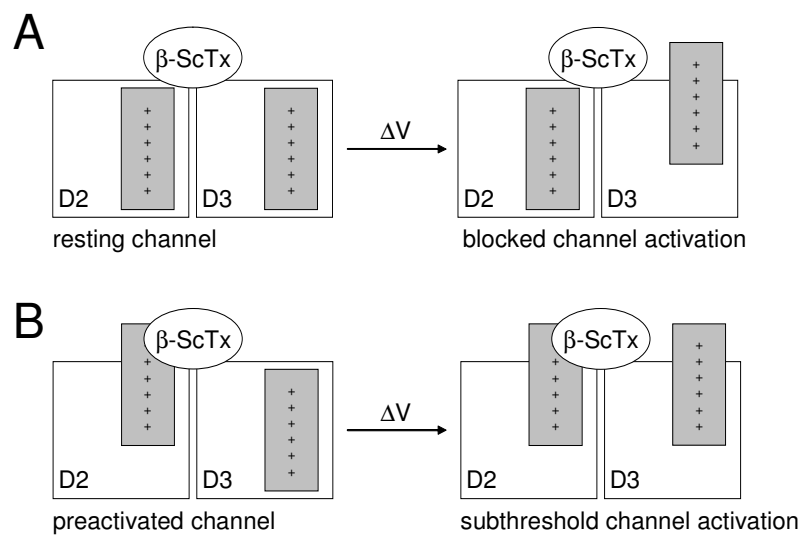 A
β-ScTx
β-ScTx
+ + + + + +
+ + + + + +
ΔV
+ + + + + +
+ + + + + +
D2
D3
D2
D3
resting channel
blocked channel activation
B
β-ScTx
β-ScTx
+ + + + +
+ + + + + +
ΔV
+ + + + +
+ + + + + +
D2
D3
D2
D3
preactivated channel
subthreshold channel activation